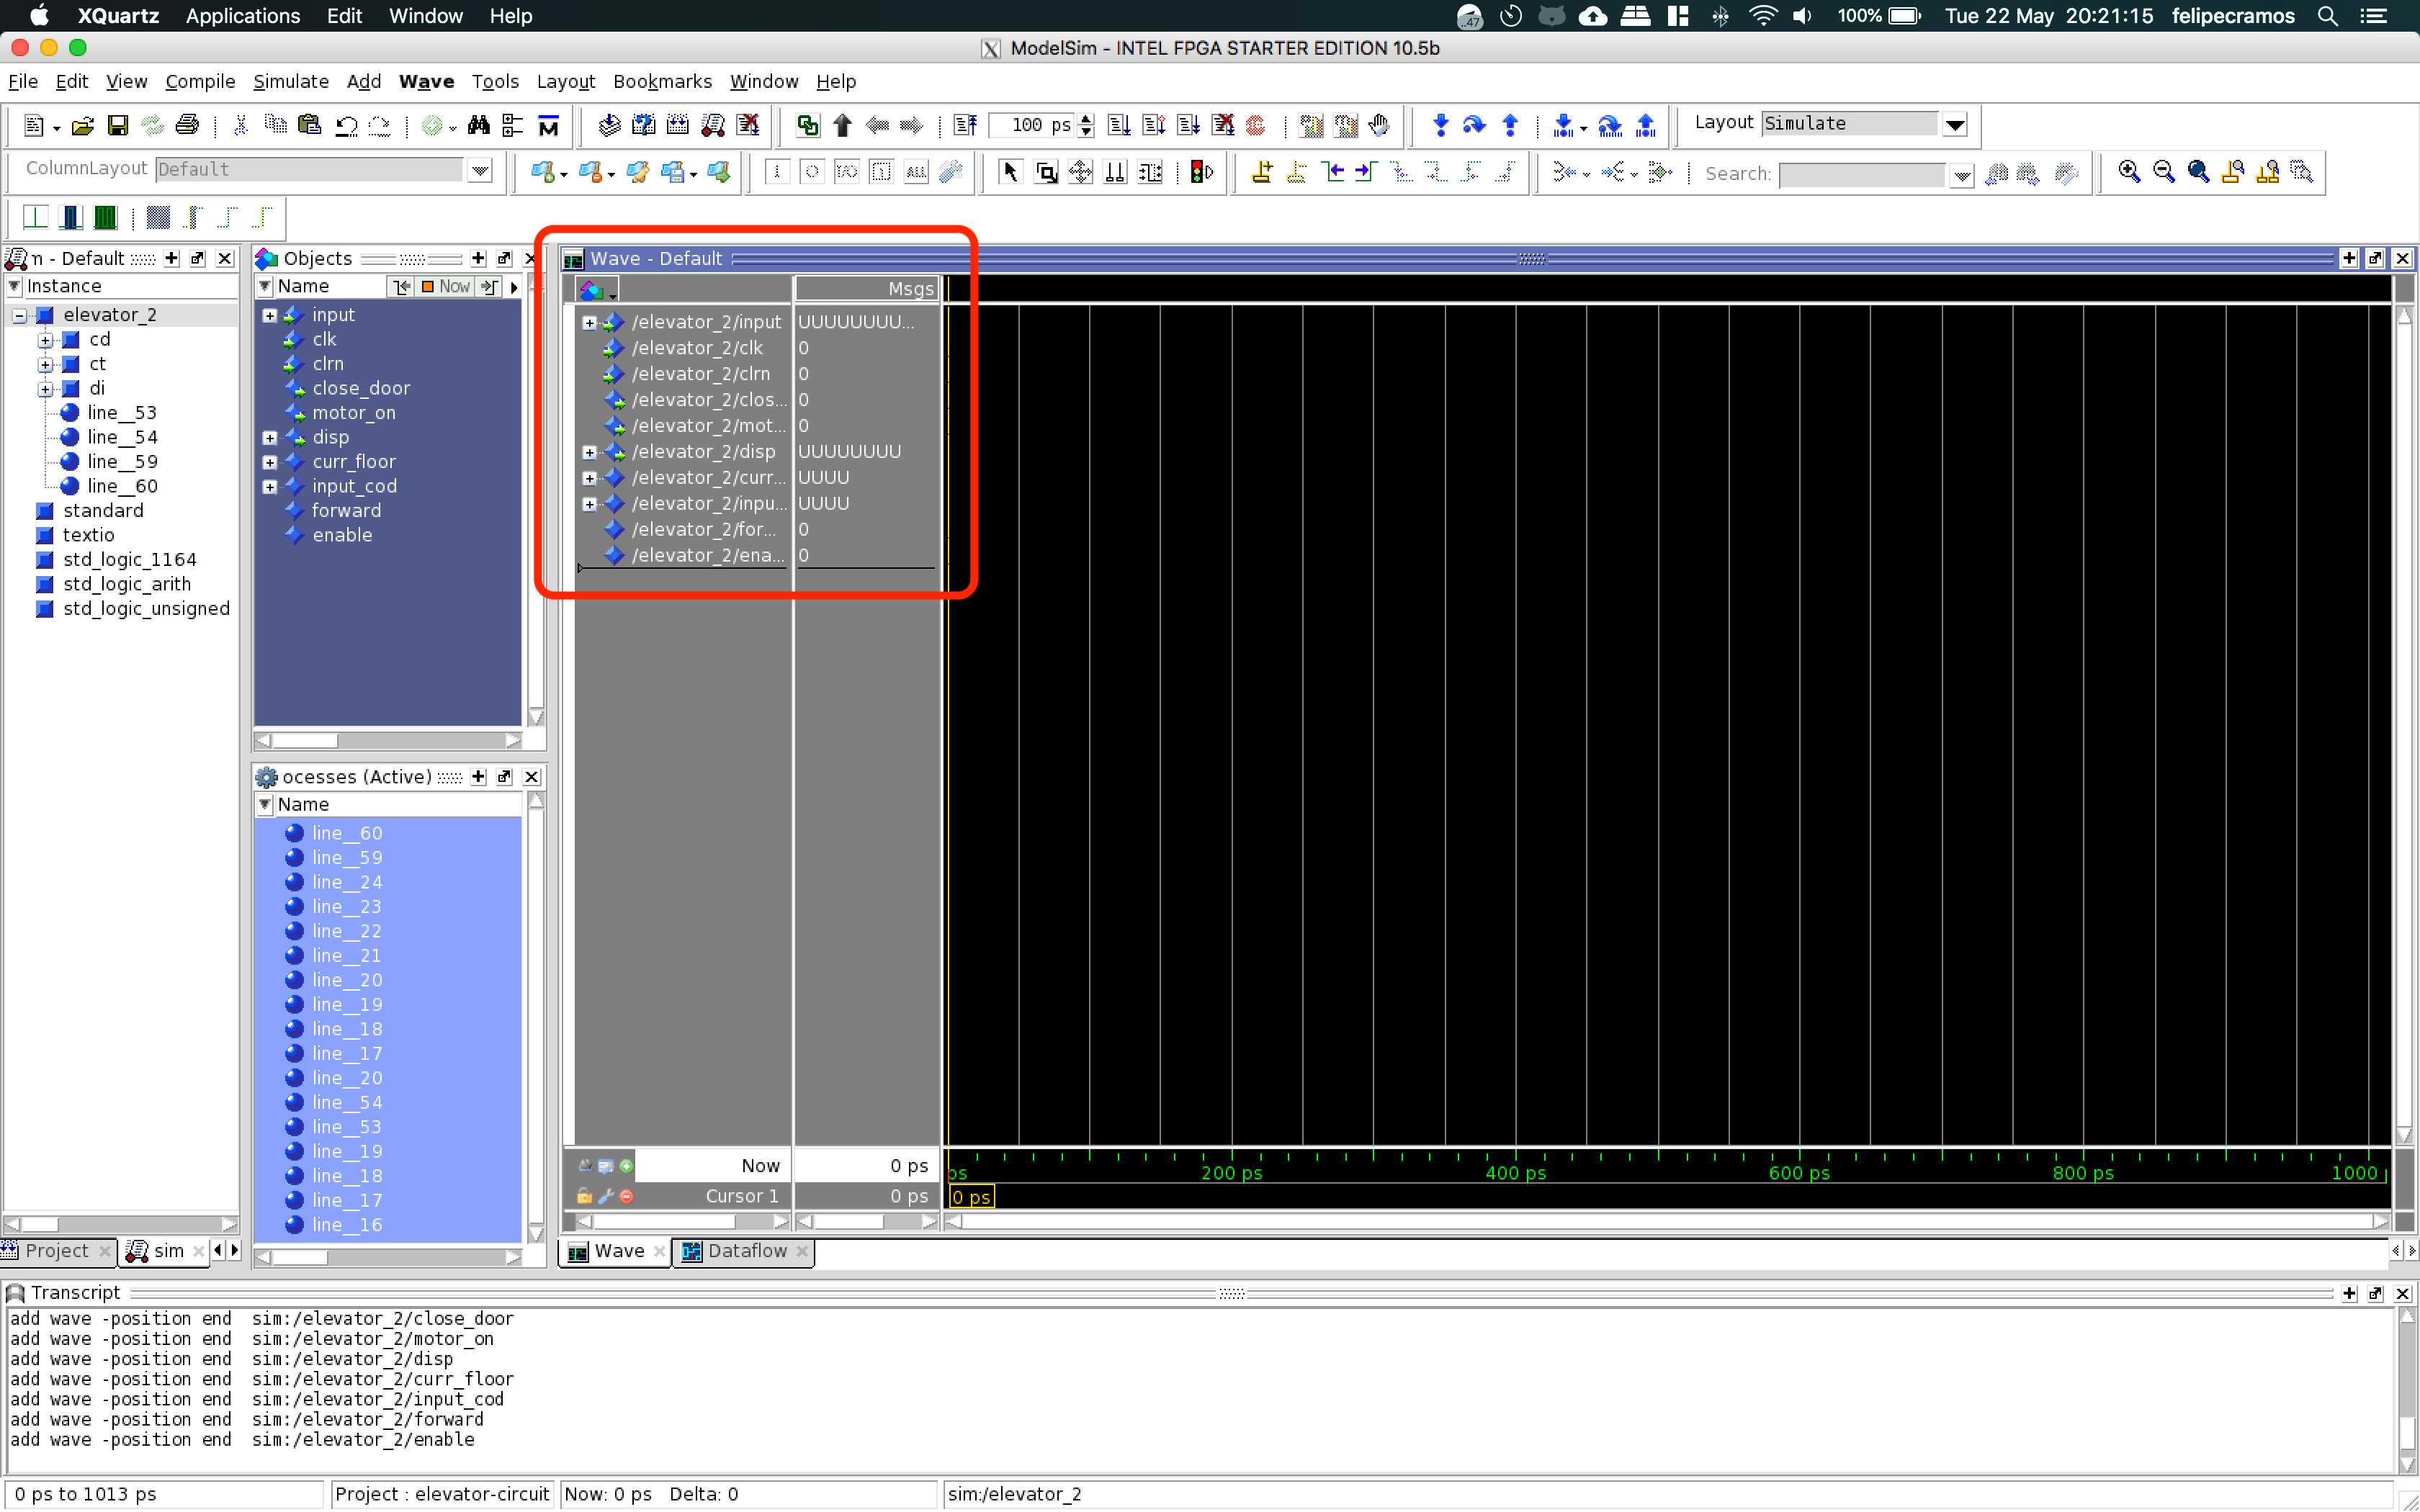 XQuartz Applications Edit Window Help
..47 100% Tue 22 May 20:21:15 felipecramos
ModelSim - INTEL FPGA STARTER EDITION 10.5b
File Edit View Compile Simulate Add Wave Tools Layout Bookmarks Window Help
100 ps
Layout Simulate
ColumnLayout Default
ALL
Search:
m - Default
Instance
elevator_2
cd
ct
di
line__53
line__54
line__59
line__60
standard
textio
std_logic_1164
std_logic_arith
std_logic_unsigned
Project
sim
Objects
Name
Now
input
clk
clrn
close_door
motor_on
disp
curr_floor
input_cod
forward
enable
ocesses (Active)
Name
line__60
line__59
line__24
line__23
line__22
line__21
line__20
line__19
line__18
line__17
line__20
line__54
line__53
line__19
line__18
line__17
line__16
Wave - Default
Msgs
/elevator_2/input UUUUUUUU...
/elevator_2/clk 0
/elevator_2/clrn 0
/elevator_2/clos... 0
/elevator_2/mot... 0
/elevator_2/disp UUUUUUUU
/elevator_2/curr... UUUU
/elevator_2/inpu... UUUU
/elevator_2/for... 0
/elevator_2/ena... 0
Now 0 ps
ps 200 ps 400 ps 600 ps 800 ps 1000 p
Cursor 1 0 ps
0 ps
Wave
Dataflow
Transcript
add wave -position end  sim:/elevator_2/close_door
add wave -position end  sim:/elevator_2/motor_on
add wave -position end  sim:/elevator_2/disp
add wave -position end  sim:/elevator_2/curr_floor
add wave -position end  sim:/elevator_2/input_cod
add wave -position end  sim:/elevator_2/forward
add wave -position end  sim:/elevator_2/enable
0 ps to 1013 ps
Project : elevator-circuit
Now: 0 ps  Delta: 0
sim:/elevator_2